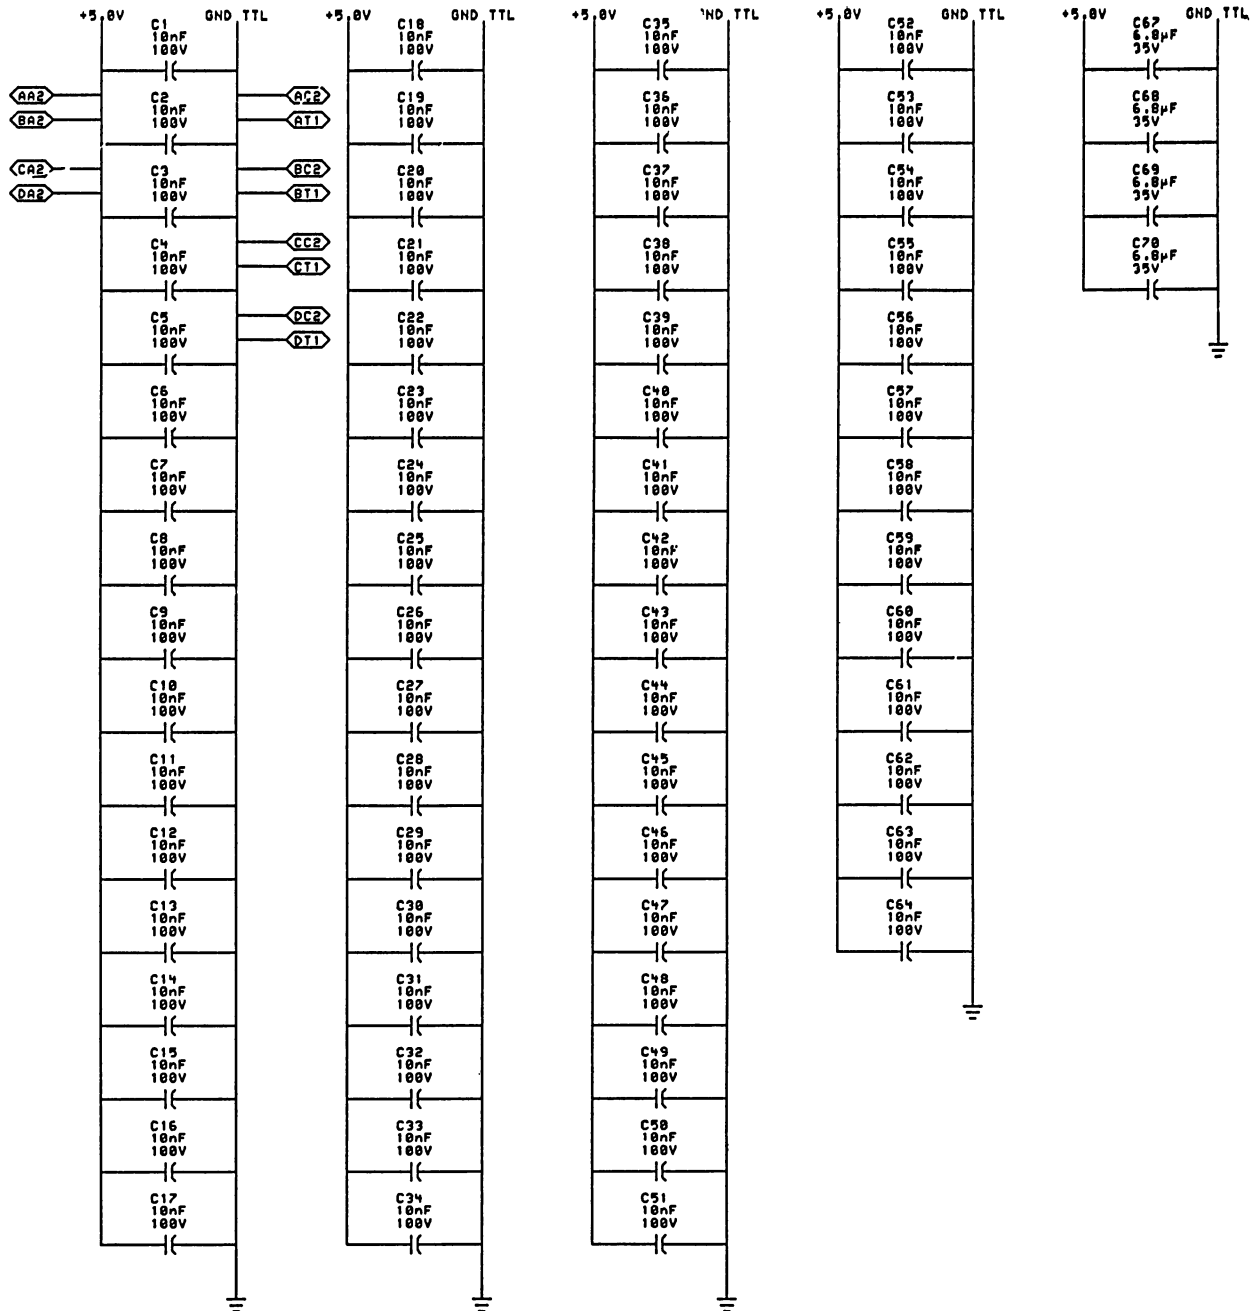 +5.0V GND TTL
C1
10nF
100V
AA2 AC2
BA2 AT1
C2
10nF
100V
CA2 BC2
DA2 BT1
C3
10nF
100V
CC2
CT1
C4
10nF
100V
DC2
DT1
C5
10nF
100V
C6
10nF
100V
C7
10nF
100V
C8
10nF
100V
C9
10nF
100V
C10
10nF
100V
C11
10nF
100V
C12
10nF
100V
C13
10nF
100V
C14
10nF
100V
C15
10nF
100V
C16
10nF
100V
C17
10nF
100V
+5.0V GND TTL
C18
10nF
100V
C19
10nF
100V
C20
10nF
100V
C21
10nF
100V
C22
10nF
100V
C23
10nF
100V
C24
10nF
100V
C25
10nF
100V
C26
10nF
100V
C27
10nF
100V
C28
10nF
100V
C29
10nF
100V
C30
10nF
100V
C31
10nF
100V
C32
10nF
100V
C33
10nF
100V
C34
10nF
100V
+5.0V GND TTL
C35
10nF
100V
C36
10nF
100V
C37
10nF
100V
C38
10nF
100V
C39
10nF
100V
C40
10nF
100V
C41
10nF
100V
C42
10nF
100V
C43
10nF
100V
C44
10nF
100V
C45
10nF
100V
C46
10nF
100V
C47
10nF
100V
C48
10nF
100V
C49
10nF
100V
C50
10nF
100V
C51
10nF
100V
+5.0V GND TTL
C52
10nF
100V
C53
10nF
100V
C54
10nF
100V
C55
10nF
100V
C56
10nF
100V
C57
10nF
100V
C58
10nF
100V
C59
10nF
100V
C60
10nF
100V
C61
10nF
100V
C62
10nF
100V
C63
10nF
100V
C64
10nF
100V
+5.0V GND TTL
C67
6.8µF
35V
C68
6.8µF
35V
C69
6.8µF
35V
C70
6.8µF
35V